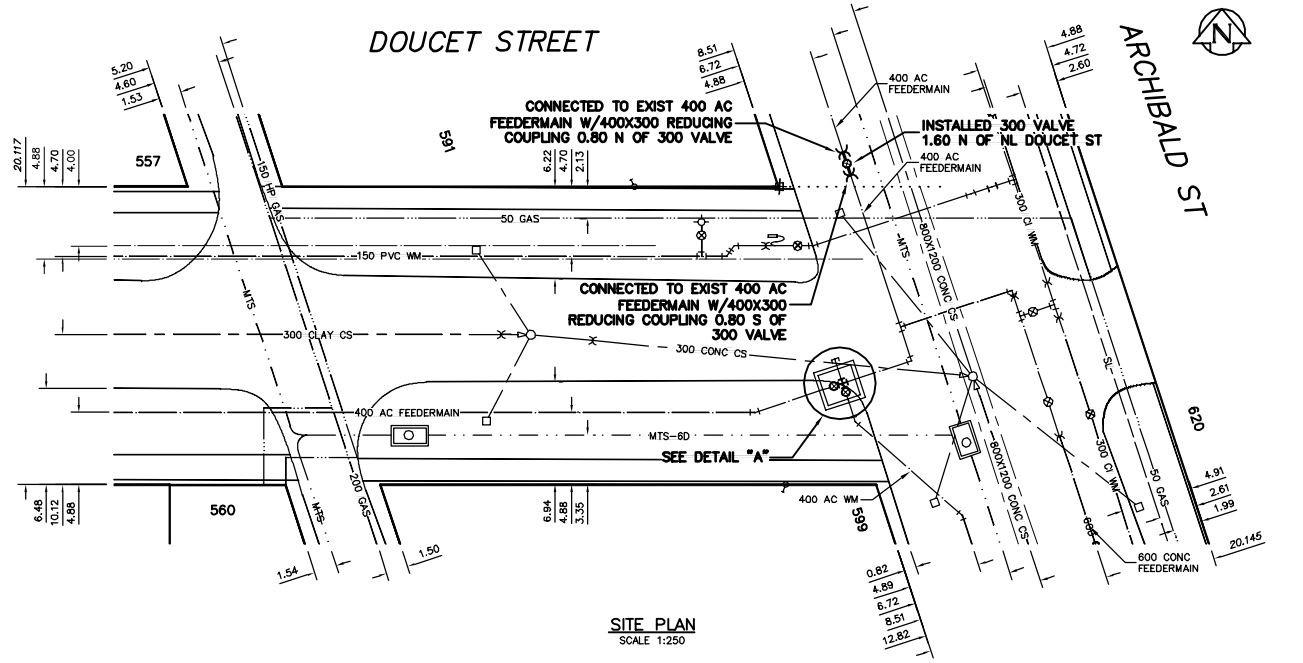 DOUCET STREET
ARCHIBALD ST
N
5.20
4.60
1.53
8.51
6.72
4.88
4.88
4.72
2.60
400 AC
FEEDERMAIN
CONNECTED TO EXIST 400 AC
FEEDERMAIN W/400X300 REDUCING
COUPLING 0.80 N OF 300 VALVE
INSTALLED 300 VALVE
1.60 N OF NL DOUCET ST
400 AC
FEEDERMAIN
20.117
4.88
4.70
4.00
557
591
6.22
4.70
2.13
150 HP GAS
50 GAS
150 PVC WM
MTS
MTS
800X1200 CONC CS
300 CI WM
CONNECTED TO EXIST 400 AC
FEEDERMAIN W/400X300
REDUCING COUPLING 0.80 S OF
300 VALVE
300 CLAY CS
300 CONC CS
SL
400 AC FEEDERMAIN
MTS-6D
SEE DETAIL "A"
620
6.48
10.12
4.88
560
MTS
200 GAS
6.94
4.88
3.35
400 AC WM
599
800X1200 CONC CS
300 CI WM
50 GAS
4.91
2.61
1.99
20.145
600 CONC
FEEDERMAIN
1.54
1.50
0.82
4.89
6.72
8.51
12.82
SITE PLAN
SCALE 1:250